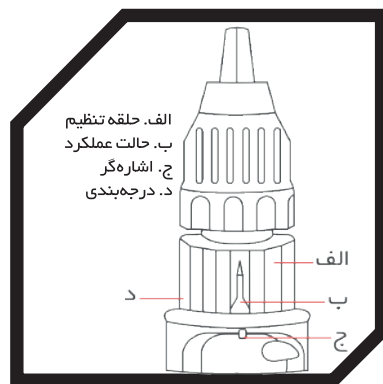 الف. حلقه تنظیم
ب. حالت عملکرد
ج. اشاره‌گر
د. درجه‌بندی
الف
ب
د
ج